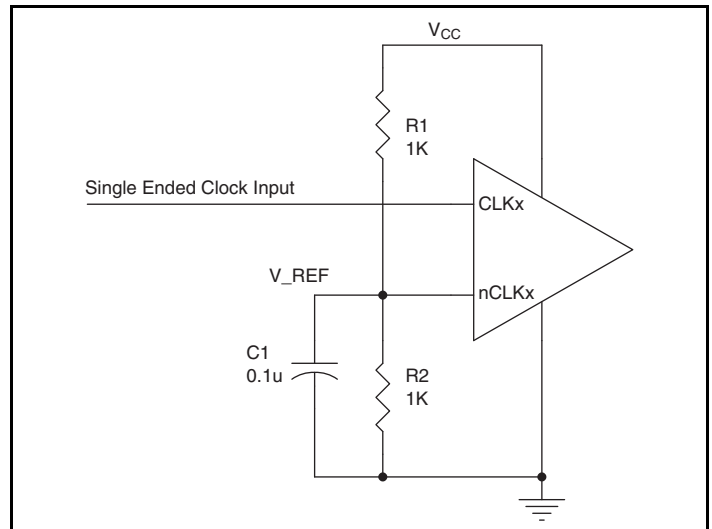 V_CC
R1
1K
Single Ended Clock Input
CLKx
V_REF
nCLKx
C1
0.1u
R2
1K